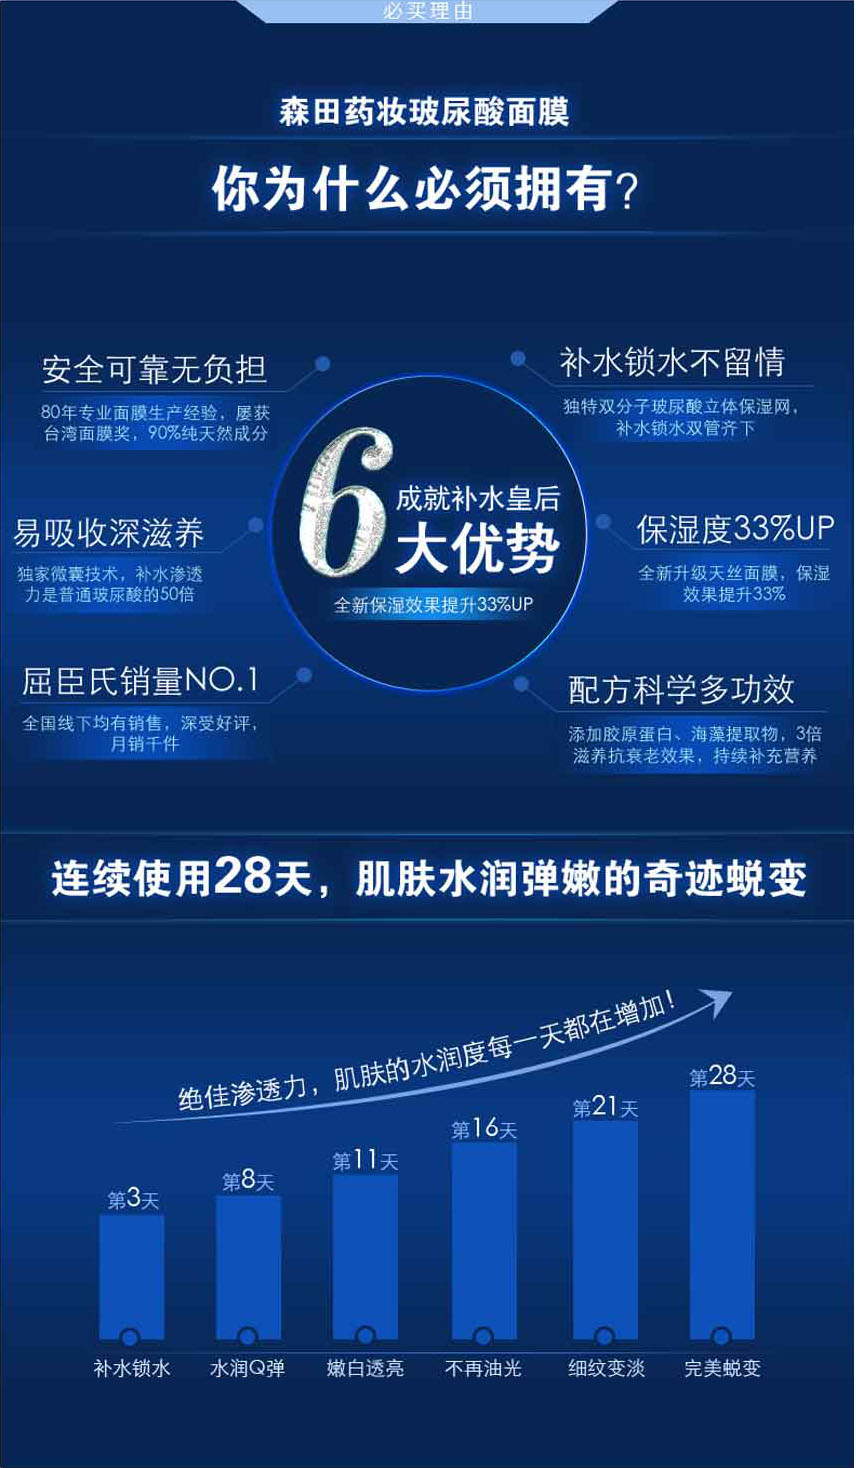 必买理由
森田药妆玻尿酸面膜
你为什么必须拥有?
安全可靠无负担
80年专业面膜生产经验，屡获
台湾面膜奖，90%纯天然成分
补水锁水不留情
独特双分子玻尿酸立体保湿网，
补水锁水双管齐下
易吸收深滋养
独家微囊技术，补水渗透
力是普通玻尿酸的50倍
6
成就补水皇后
大优势
全新保湿效果提升33%UP
保湿度33%UP
全新升级天丝面膜，保湿
效果提升33%
屈臣氏销量NO.1
全国线下均有销售，深受好评，
月销千件
配方科学多功效
添加胶原蛋白、海藻提取物，3倍
滋养抗衰老效果，持续补充营养
连续使用28天，肌肤水润弹嫩的奇迹蜕变
绝佳渗透力，肌肤的水润度每一天都在增加！
第3天
第8天
第11天
第16天
第21天
第28天
补水锁水
水润Q弹
嫩白透亮
不再油光
细纹变淡
完美蜕变